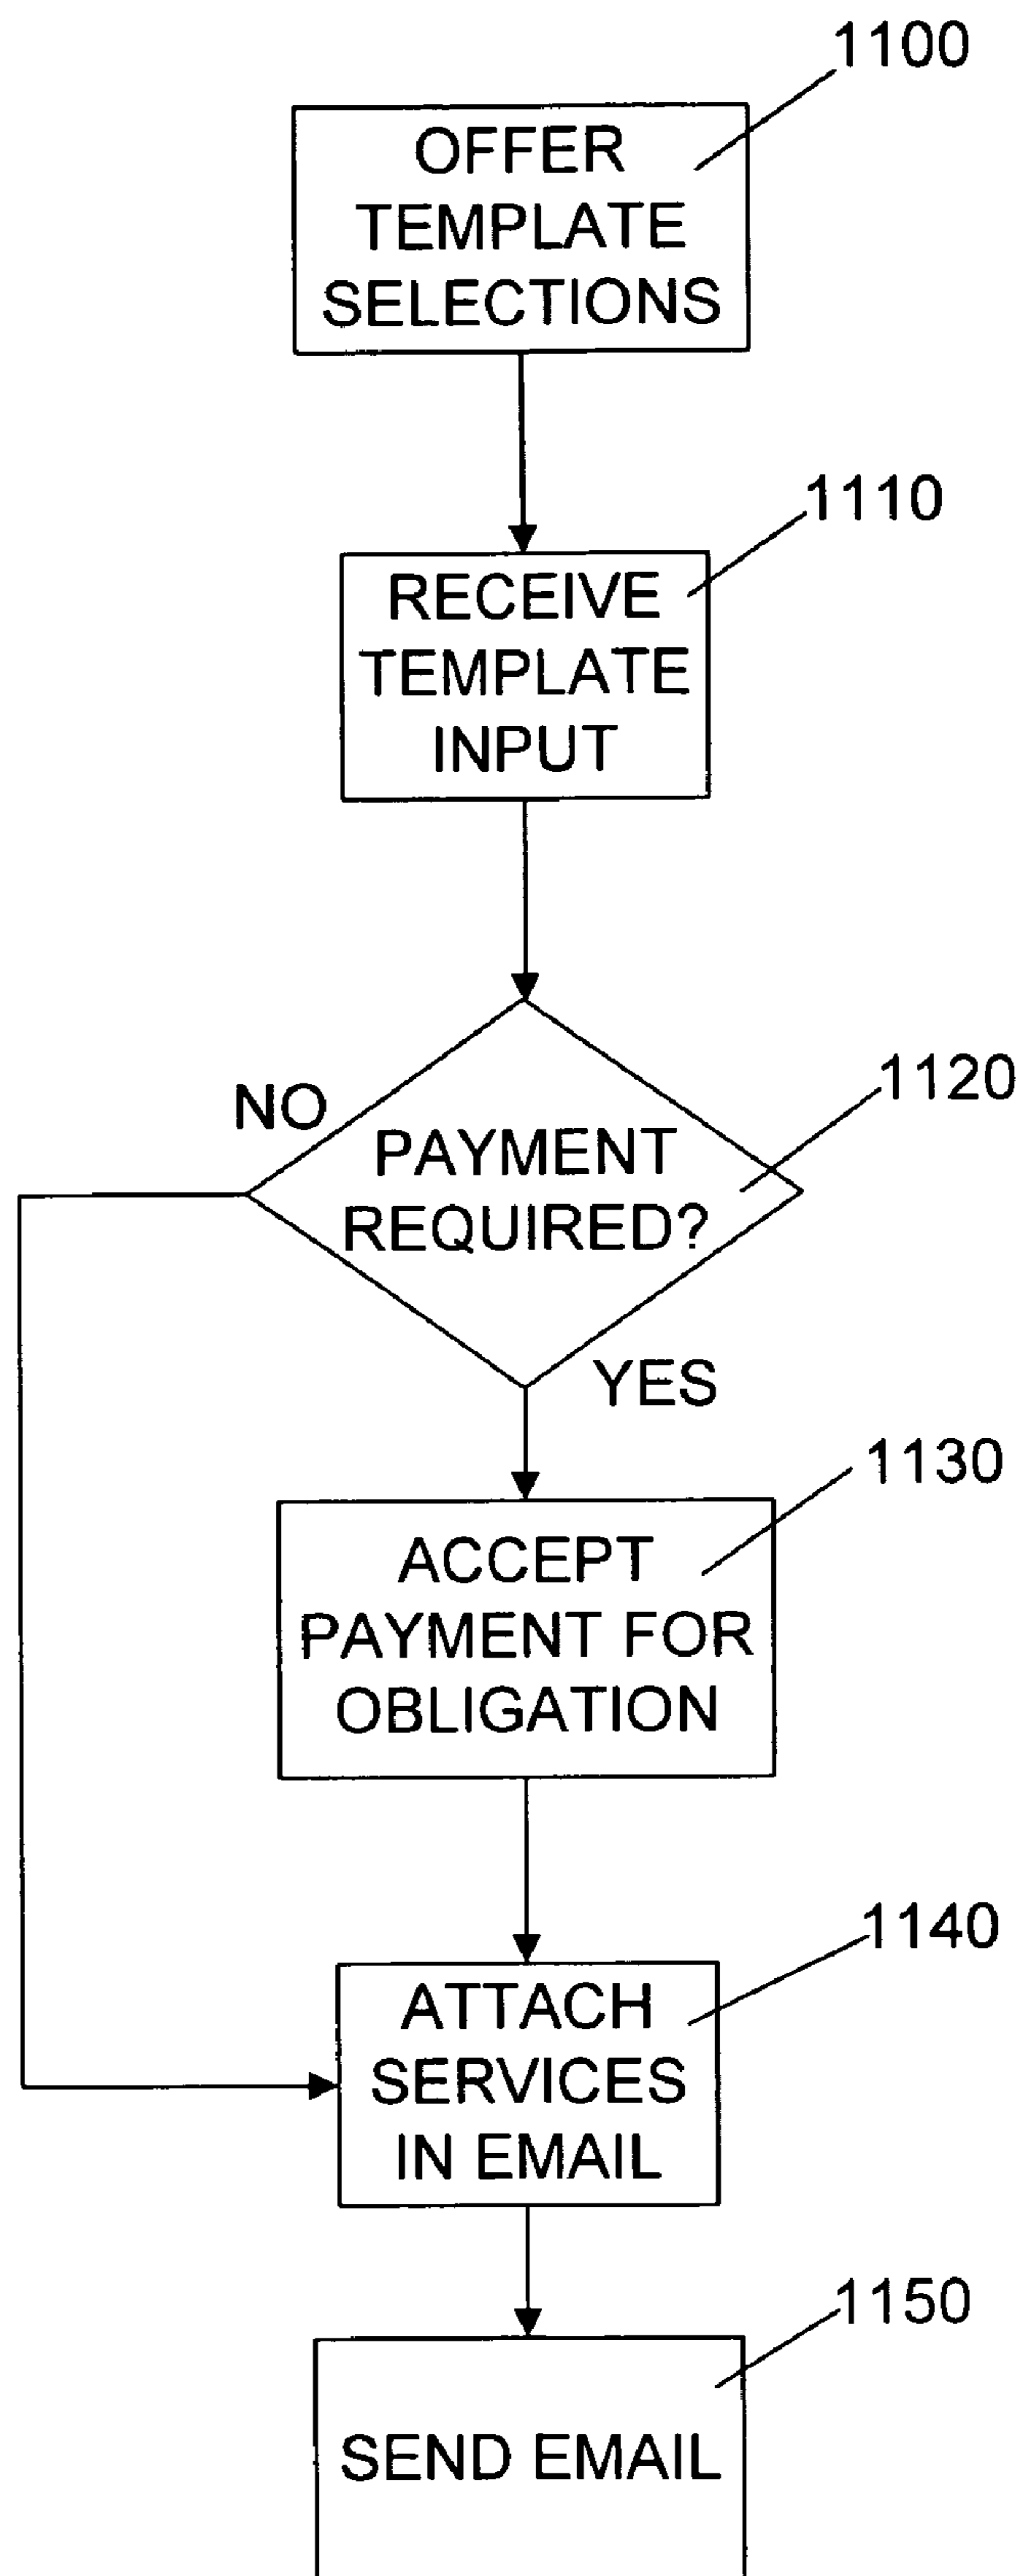 1100
OFFER
TEMPLATE
SELECTIONS
1110
RECEIVE
TEMPLATE
INPUT
1120
NO
PAYMENT
REQUIRED?
YES
1130
ACCEPT
PAYMENT FOR
OBLIGATION
1140
ATTACH
SERVICES
IN EMAIL
1150
SEND EMAIL